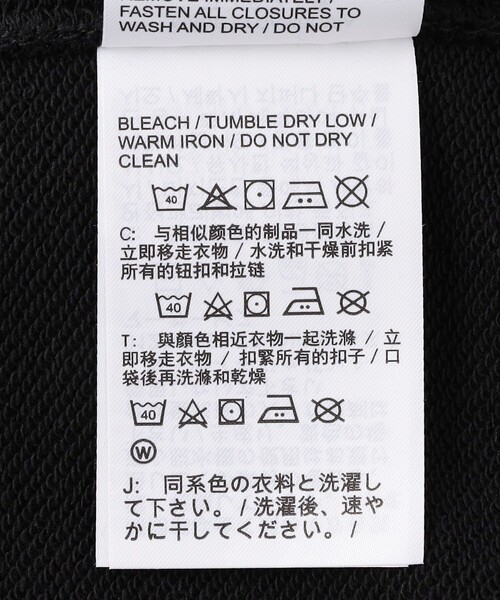 REMOVE IMMEDIATELY /
FASTEN ALL CLOSURES TO
WASH AND DRY / DO NOT
BLEACH / TUMBLE DRY LOW /
WARM IRON / DO NOT DRY
CLEAN
40
C: 与相似颜色的制品一同水洗 /
立即移走衣物 / 水洗和干燥前扣紧
所有的钮扣和拉链
40
T: 與顏色相近衣物一起洗滌 / 立
即移走衣物 / 扣緊所有的扣子 / 口
袋後再洗滌和乾燥
40
W
J: 同系色の衣料と洗濯し
て下さい。/ 洗濯後、速や
かに干してください。/